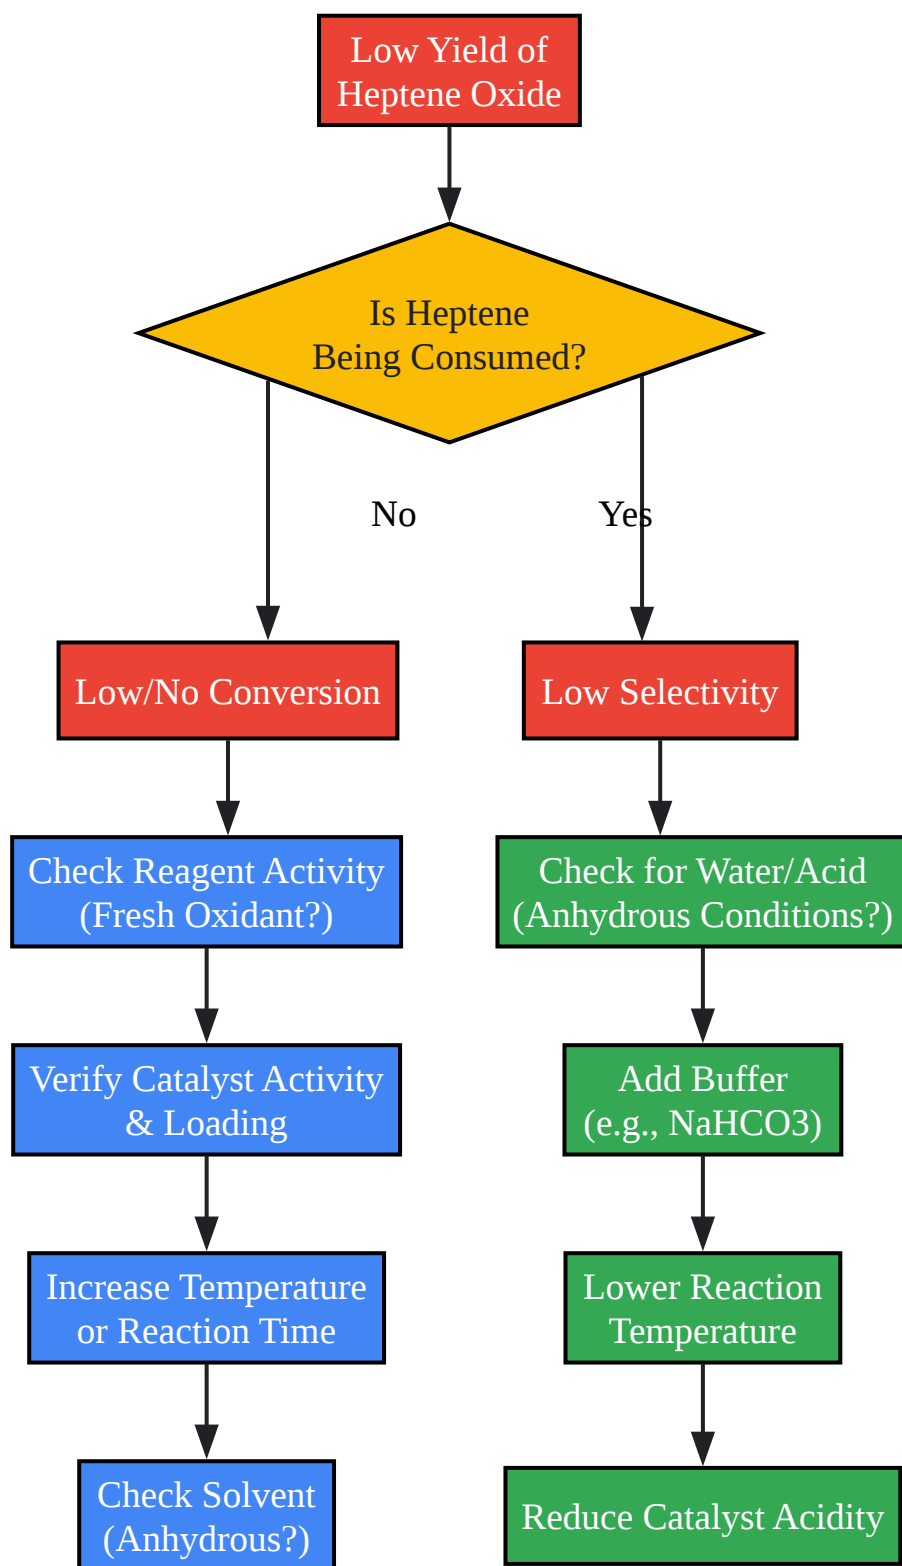 Low Yield of
Heptene Oxide
Is Heptene
Being Consumed?
No
Yes
Low/No Conversion
Low Selectivity
Check Reagent Activity
(Fresh Oxidant?)
Check for Water/Acid
(Anhydrous Conditions?)
Verify Catalyst Activity
& Loading
Add Buffer
(e.g., NaHCO3)
Increase Temperature
or Reaction Time
Lower Reaction
Temperature
Check Solvent
(Anhydrous?)
Reduce Catalyst Acidity